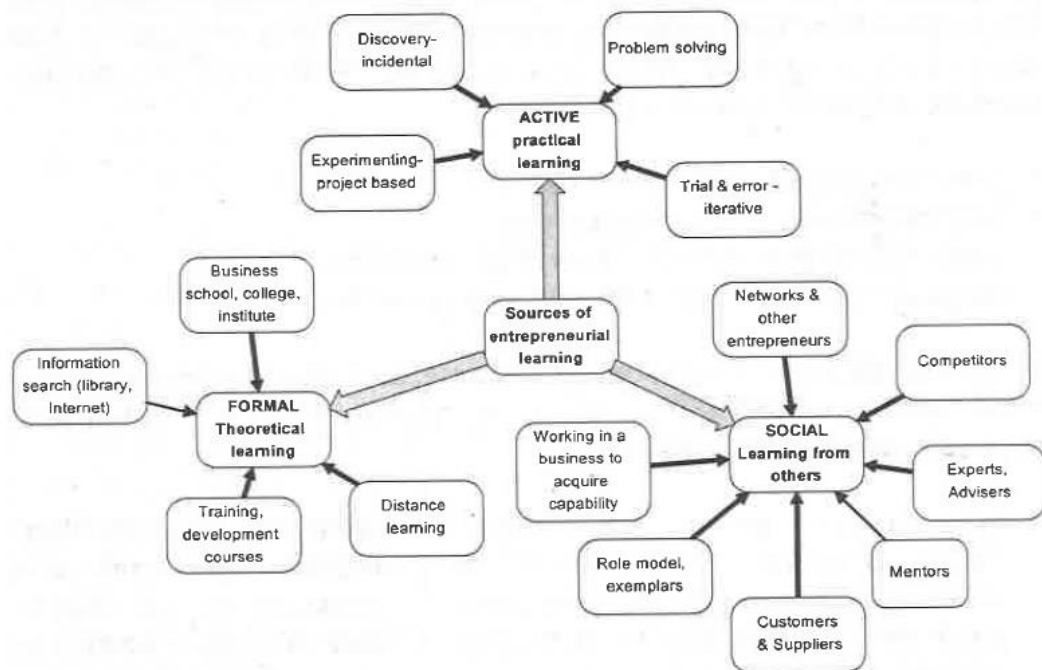 Discovery-
incidental
Problem solving
ACTIVE
practical
learning
Experimenting-
project based
Trial & error -
iterative
Business
school, college,
institute
Sources of
entrepreneurial
learning
Networks &
other
entrepreneurs
Information
search (library,
Internet)
Competitors
FORMAL
Theoretical
learning
SOCIAL
Learning from
others
Working in a
business to
acquire
capability
Experts,
Advisers
Training,
development
courses
Distance
learning
Role model,
exemplars
Mentors
Customers
& Suppliers